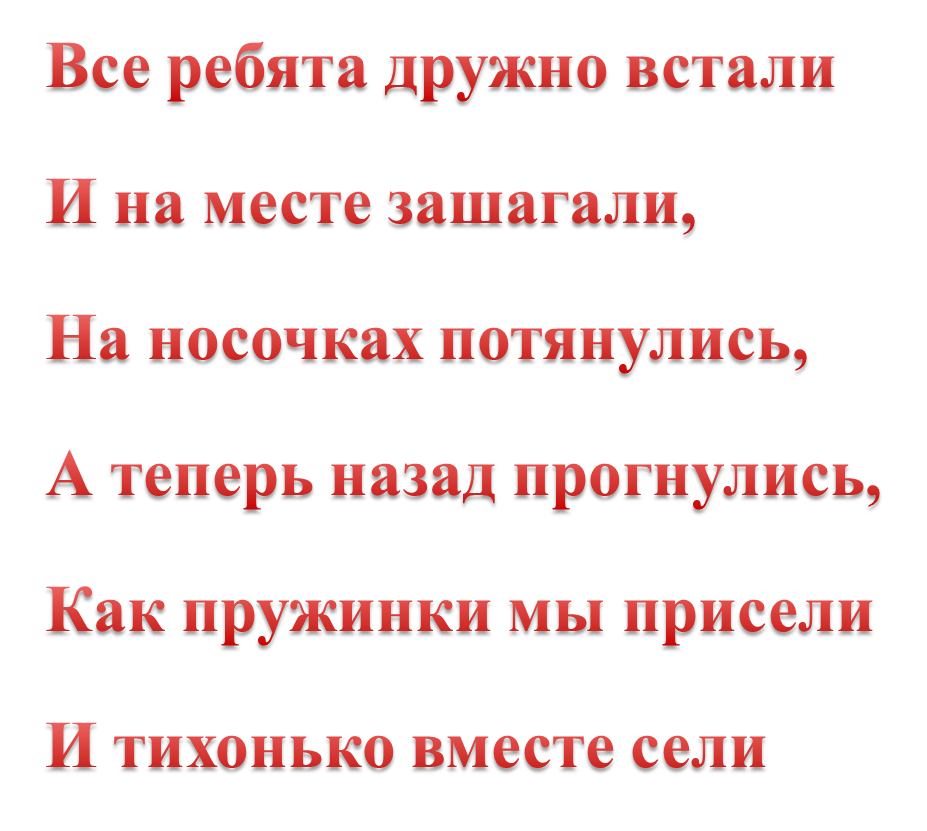 Все ребята дружно встали
И на месте зашагали,
На носочках потянулись,
А теперь назад прогнулись,
Как пружинки мы присели
И тихонько вместе сели